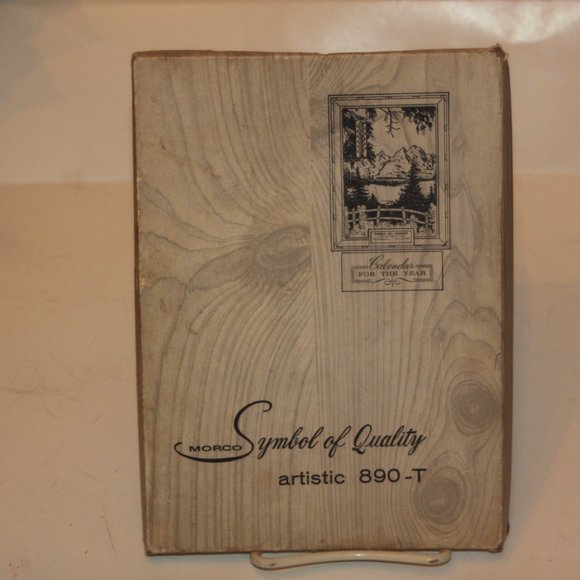 Calendar
FOR THE YEAR
MORCO Symbol of Quality
artistic 890-T